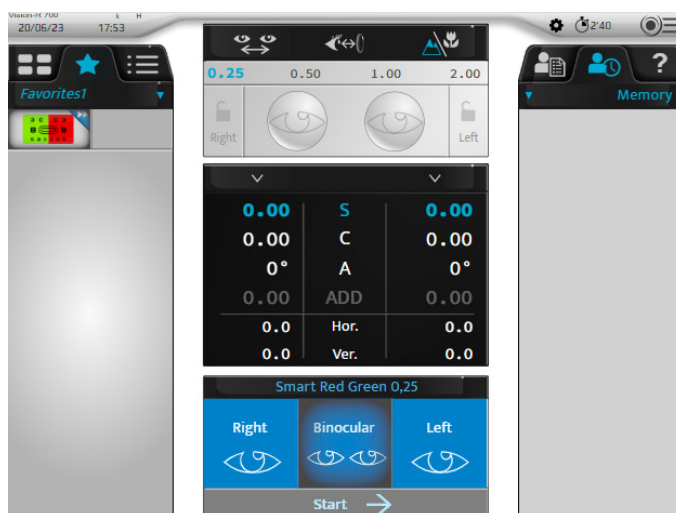 Vision-R 700 k H
20/06/23 17:53
2'40
Favorites1
Memory
?
0.25 0.50 1.00 2.00
Right Left
0.00 S 0.00
0.00 C 0.00
0° A 0°
0.00 ADD 0.00
0.0 Hor. 0.0
0.0 Ver. 0.0
Smart Red Green 0,25
Right Binocular Left
Start